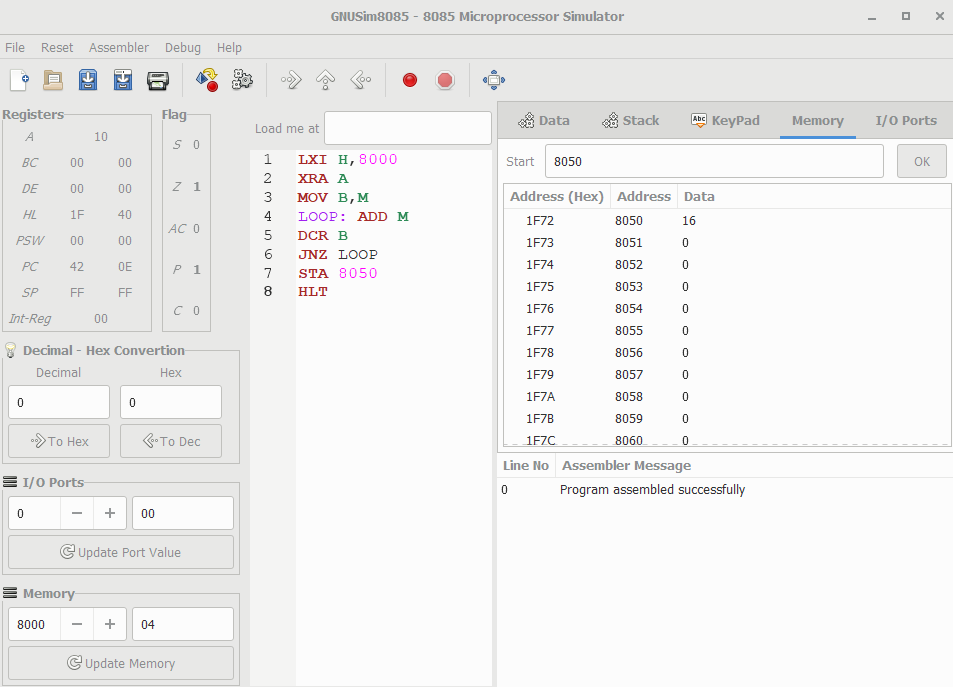 GNUSim8085 - 8085 Microprocessor Simulator
File Reset Assembler Debug Help
Registers
A 10
BC 00 00
DE 00 00
HL 1F 40
PSW 00 00
PC 42 0E
SP FF FF
Int-Reg 00
Flag
S 0
Z 1
AC 0
P 1
C 0
Decimal - Hex Convertion
Decimal Hex
0 0
To Hex To Dec
I/O Ports
0 − + 00
Update Port Value
Memory
8000 − + 04
Update Memory
Load me at
1 LXI H,8000
2 XRA A
3 MOV B,M
4 LOOP: ADD M
5 DCR B
6 JNZ LOOP
7 STA 8050
8 HLT
Data Stack Abc KeyPad Memory I/O Ports
Start 8050 OK
Address (Hex) Address Data
1F72 8050 16
1F73 8051 0
1F74 8052 0
1F75 8053 0
1F76 8054 0
1F77 8055 0
1F78 8056 0
1F79 8057 0
1F7A 8058 0
1F7B 8059 0
1F7C 8060 0
Line No Assembler Message
0 Program assembled successfully